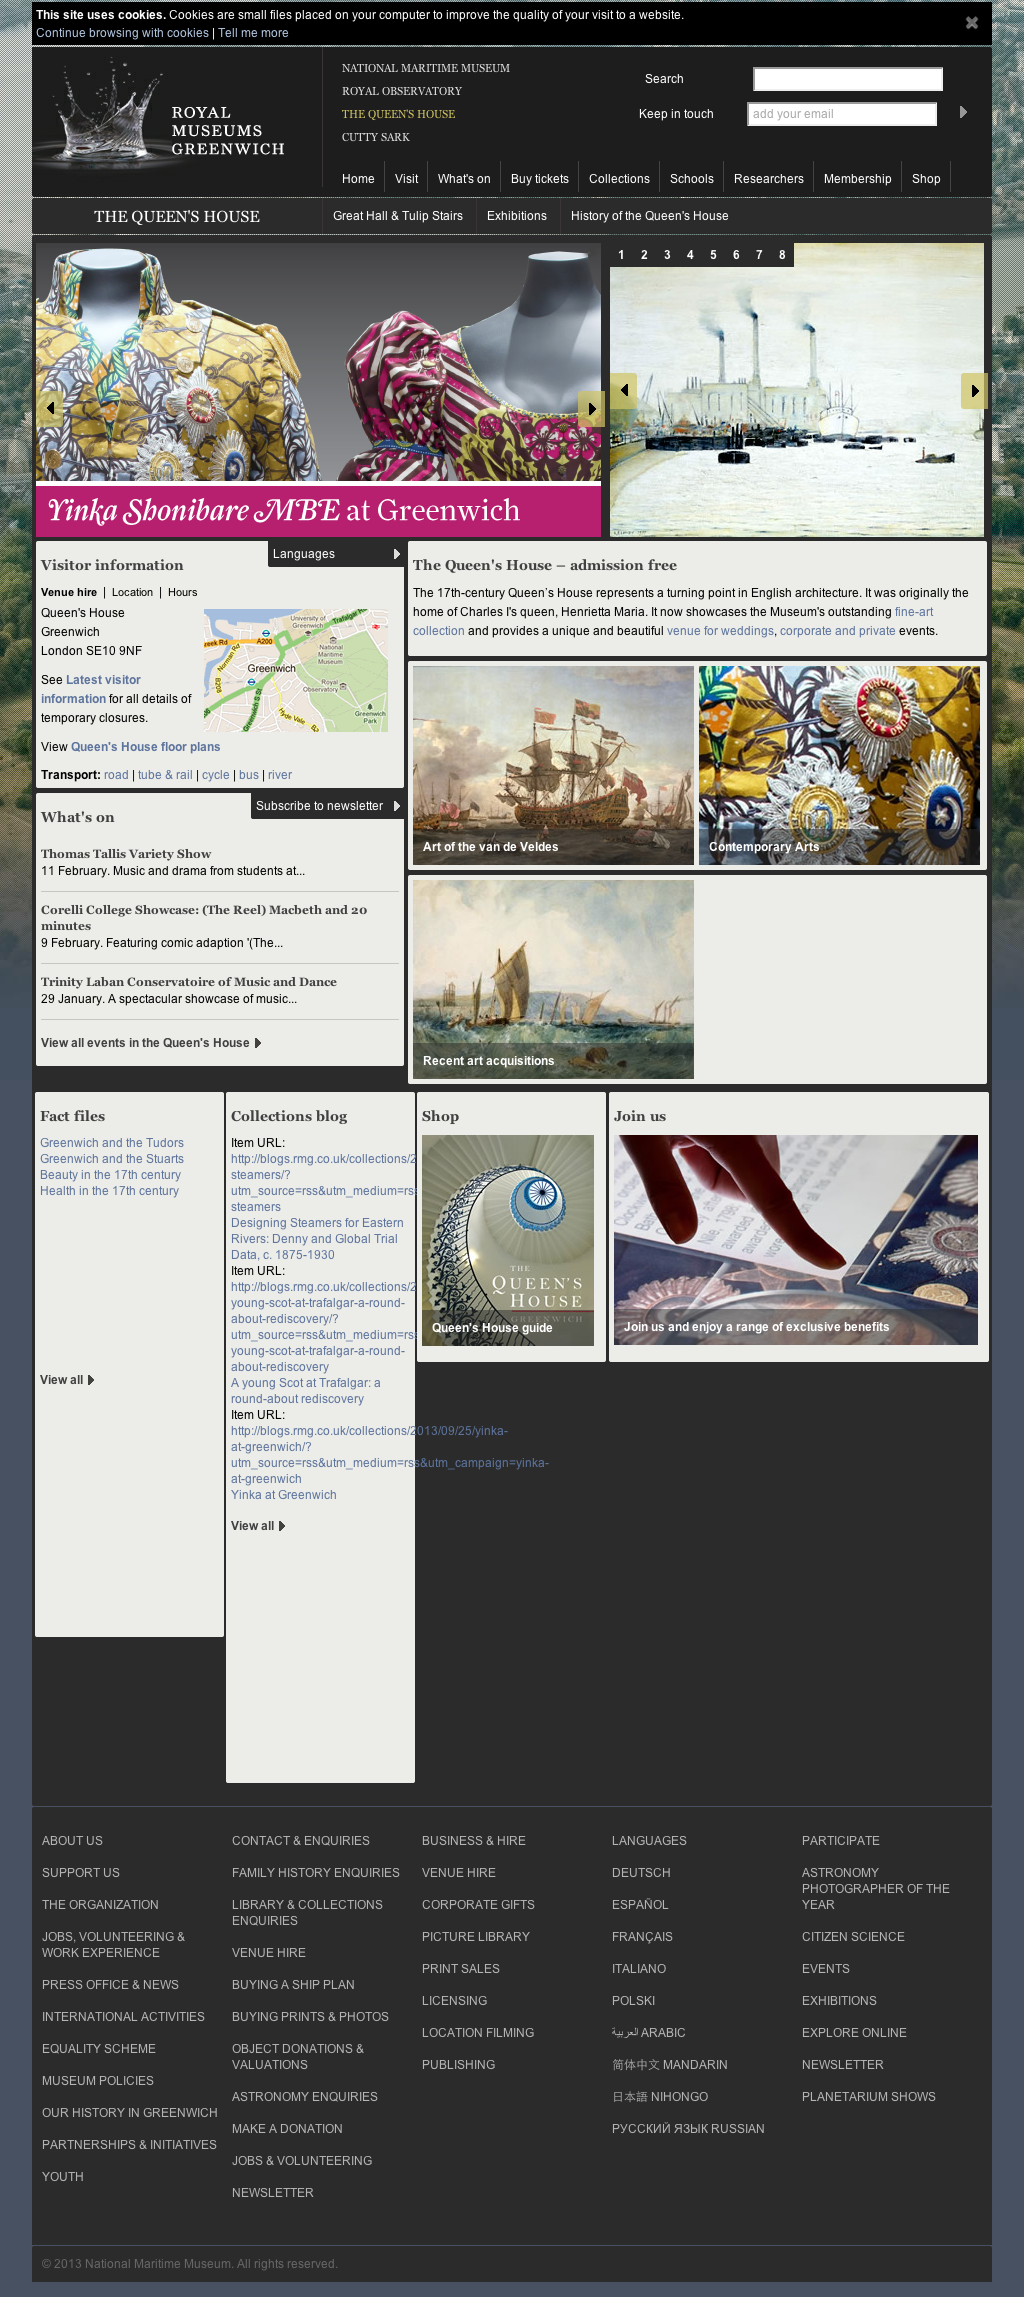 This site uses cookies. Cookies are small files placed on your computer to improve the quality of your visit to a website.
Continue browsing with cookies | Tell me more
ROYAL
MUSEUMS
GREENWICH
NATIONAL MARITIME MUSEUM
ROYAL OBSERVATORY
THE QUEEN'S HOUSE
CUTTY SARK
Search
Keep in touch
add your email
Home
Visit
What's on
Buy tickets
Collections
Schools
Researchers
Membership
Shop
THE QUEEN'S HOUSE
Great Hall & Tulip Stairs
Exhibitions
History of the Queen's House
1 2 3 4 5 6 7 8
Yinka Shonibare MBE at Greenwich
Visitor information
Languages
Venue hire | Location | Hours
Queen's House
Greenwich
London SE10 9NF
See Latest visitor
information for all details of
temporary closures.
View Queen's House floor plans
Transport: road | tube & rail | cycle | bus | river
University of
Greenwich
Trafalgar
A200
Norman Rd
National
Maritime
Museum
Greenwich
B208
Royal
Observatory
Greenwich
Park
The Queen's House – admission free
The 17th-century Queen's House represents a turning point in English architecture. It was originally the
home of Charles I's queen, Henrietta Maria. It now showcases the Museum's outstanding fine-art
collection and provides a unique and beautiful venue for weddings, corporate and private events.
Art of the van de Veldes
Contemporary Arts
Recent art acquisitions
What's on
Subscribe to newsletter
Thomas Tallis Variety Show
11 February. Music and drama from students at...
Corelli College Showcase: (The Reel) Macbeth and 20
minutes
9 February. Featuring comic adaption '(The...
Trinity Laban Conservatoire of Music and Dance
29 January. A spectacular showcase of music...
View all events in the Queen's House
Fact files
Greenwich and the Tudors
Greenwich and the Stuarts
Beauty in the 17th century
Health in the 17th century
View all
Collections blog
Item URL:
http://blogs.rmg.co.uk/collections/2
steamers/?
utm_source=rss&utm_medium=rss
steamers
Designing Steamers for Eastern
Rivers: Denny and Global Trial
Data, c. 1875-1930
Item URL:
http://blogs.rmg.co.uk/collections/2
young-scot-at-trafalgar-a-round-
about-rediscovery/?
utm_source=rss&utm_medium=rss
young-scot-at-trafalgar-a-round-
about-rediscovery
A young Scot at Trafalgar: a
round-about rediscovery
Item URL:
http://blogs.rmg.co.uk/collections/2013/09/25/yinka-
at-greenwich/?
utm_source=rss&utm_medium=rss&utm_campaign=yinka-
at-greenwich
Yinka at Greenwich
View all
Shop
THE
QUEEN'S
HOUSE
GREENWICH
Queen's House guide
Join us
Join us and enjoy a range of exclusive benefits
ABOUT US
SUPPORT US
THE ORGANIZATION
JOBS, VOLUNTEERING &
WORK EXPERIENCE
PRESS OFFICE & NEWS
INTERNATIONAL ACTIVITIES
EQUALITY SCHEME
MUSEUM POLICIES
OUR HISTORY IN GREENWICH
PARTNERSHIPS & INITIATIVES
YOUTH
CONTACT & ENQUIRIES
FAMILY HISTORY ENQUIRIES
LIBRARY & COLLECTIONS
ENQUIRIES
VENUE HIRE
BUYING A SHIP PLAN
BUYING PRINTS & PHOTOS
OBJECT DONATIONS &
VALUATIONS
ASTRONOMY ENQUIRIES
MAKE A DONATION
JOBS & VOLUNTEERING
NEWSLETTER
BUSINESS & HIRE
VENUE HIRE
CORPORATE GIFTS
PICTURE LIBRARY
PRINT SALES
LICENSING
LOCATION FILMING
PUBLISHING
LANGUAGES
DEUTSCH
ESPAÑOL
FRANÇAIS
ITALIANO
POLSKI
العربية ARABIC
简体中文 MANDARIN
日本語 NIHONGO
РУССКИЙ ЯЗЫК RUSSIAN
PARTICIPATE
ASTRONOMY
PHOTOGRAPHER OF THE
YEAR
CITIZEN SCIENCE
EVENTS
EXHIBITIONS
EXPLORE ONLINE
NEWSLETTER
PLANETARIUM SHOWS
© 2013 National Maritime Museum. All rights reserved.